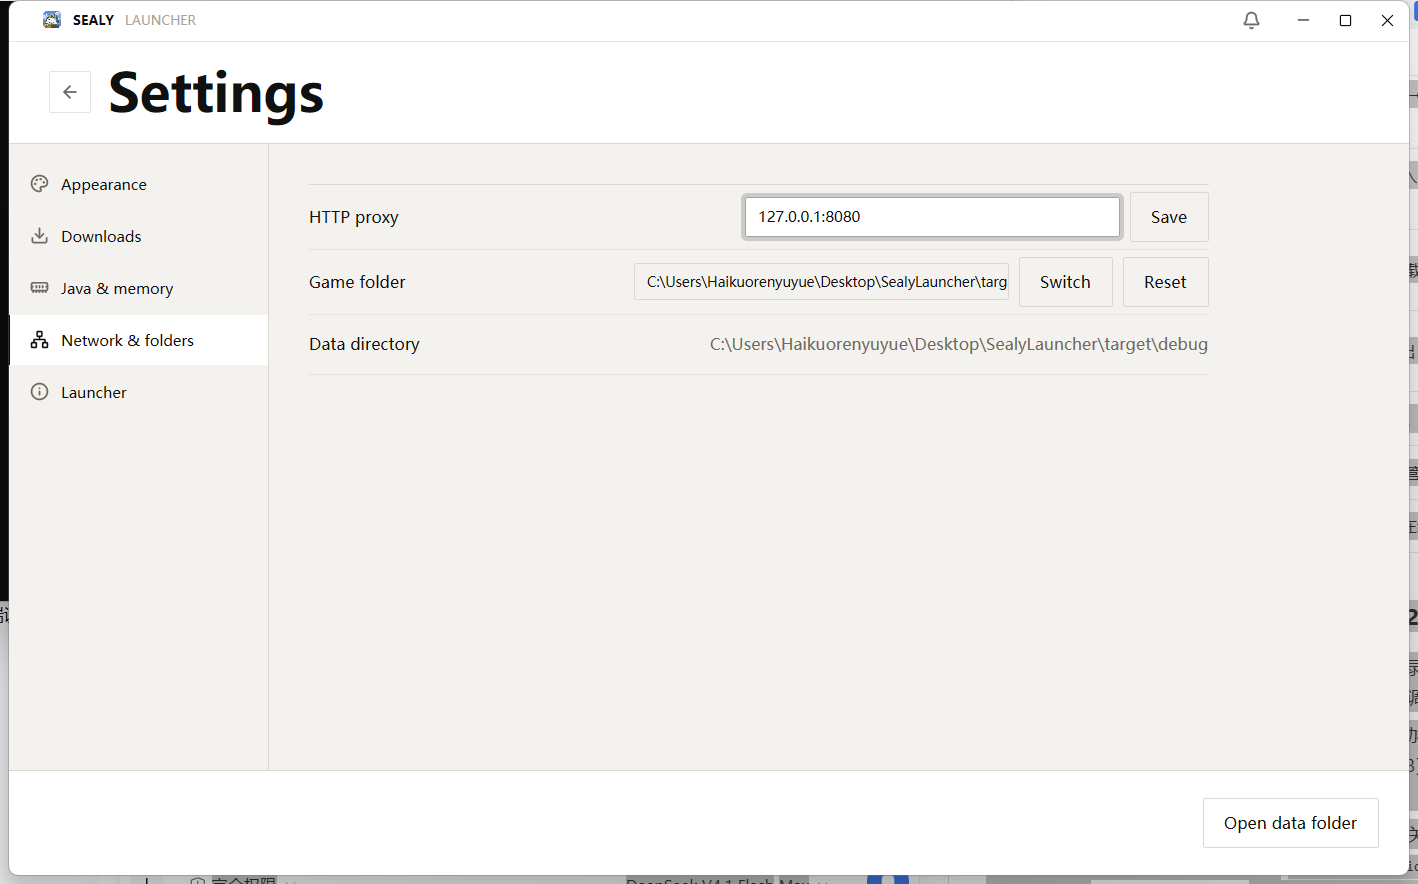 SEALY LAUNCHER
Settings
Appearance
Downloads
Java & memory
Network & folders
Launcher
HTTP proxy
127.0.0.1:8080
Save
Game folder
C:\Users\Haikuorenyuyue\Desktop\SealyLauncher\targ
Switch
Reset
Data directory
C:\Users\Haikuorenyuyue\Desktop\SealyLauncher\target\debug
Open data folder